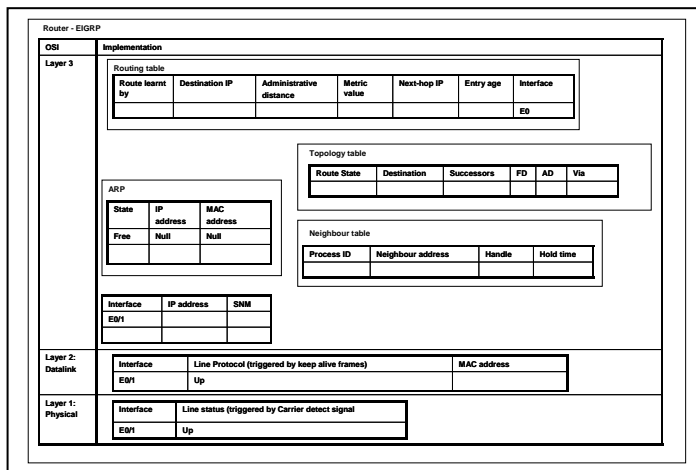 Router - EIGRP
OSI Implementation
Layer 3
Routing table
Route learnt by Destination IP Administrative distance Metric value Next-hop IP Entry age Interface
E0
Topology table
Route State Destination Successors FD AD Via
ARP
State IP address MAC address
Free Null Null
Neighbour table
Process ID Neighbour address Handle Hold time
Interface IP address SNM
E0/1
Layer 2:
Datalink
Interface Line Protocol (triggered by keep alive frames) MAC address
E0/1 Up
Layer 1:
Physical
Interface Line status (triggered by Carrier detect signal
E0/1 Up